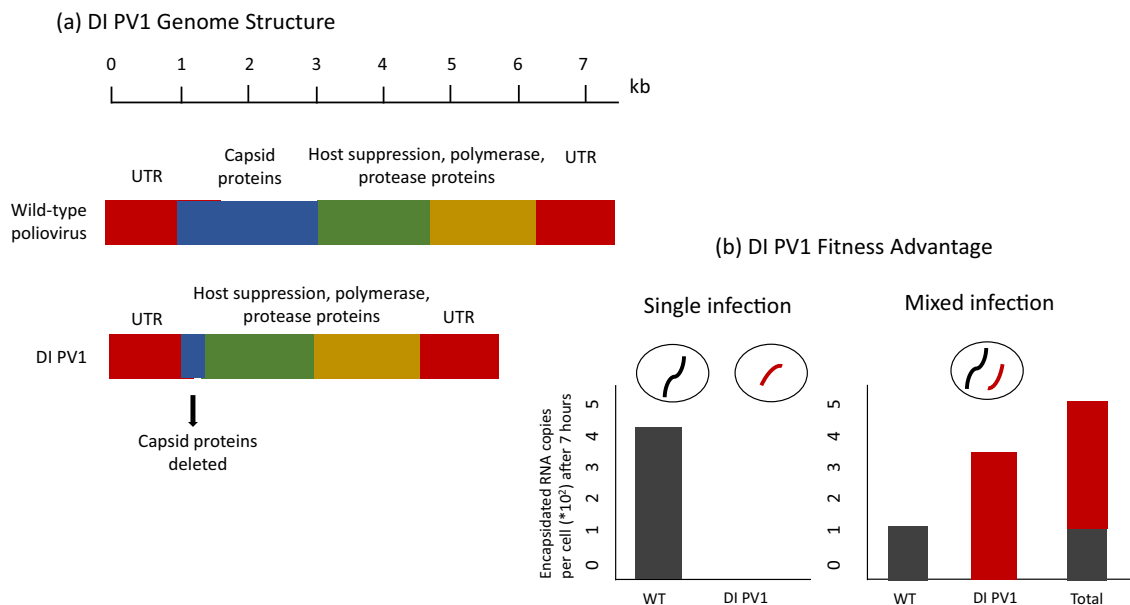 (a) DI PV1 Genome Structure
0 1 2 3 4 5 6 7
kb
UTR
Capsid
proteins
Host suppression, polymerase,
protease proteins
UTR
Wild-type
poliovirus
UTR
Host suppression, polymerase,
protease proteins
UTR
DI PV1
Capsid proteins
deleted
(b) DI PV1 Fitness Advantage
Single infection
Mixed infection
Encapsidated RNA copies
per cell (*10²) after 7 hours
0 1 2 3 4 5
WT
DI PV1
0 1 2 3 4 5
WT
DI PV1
Total